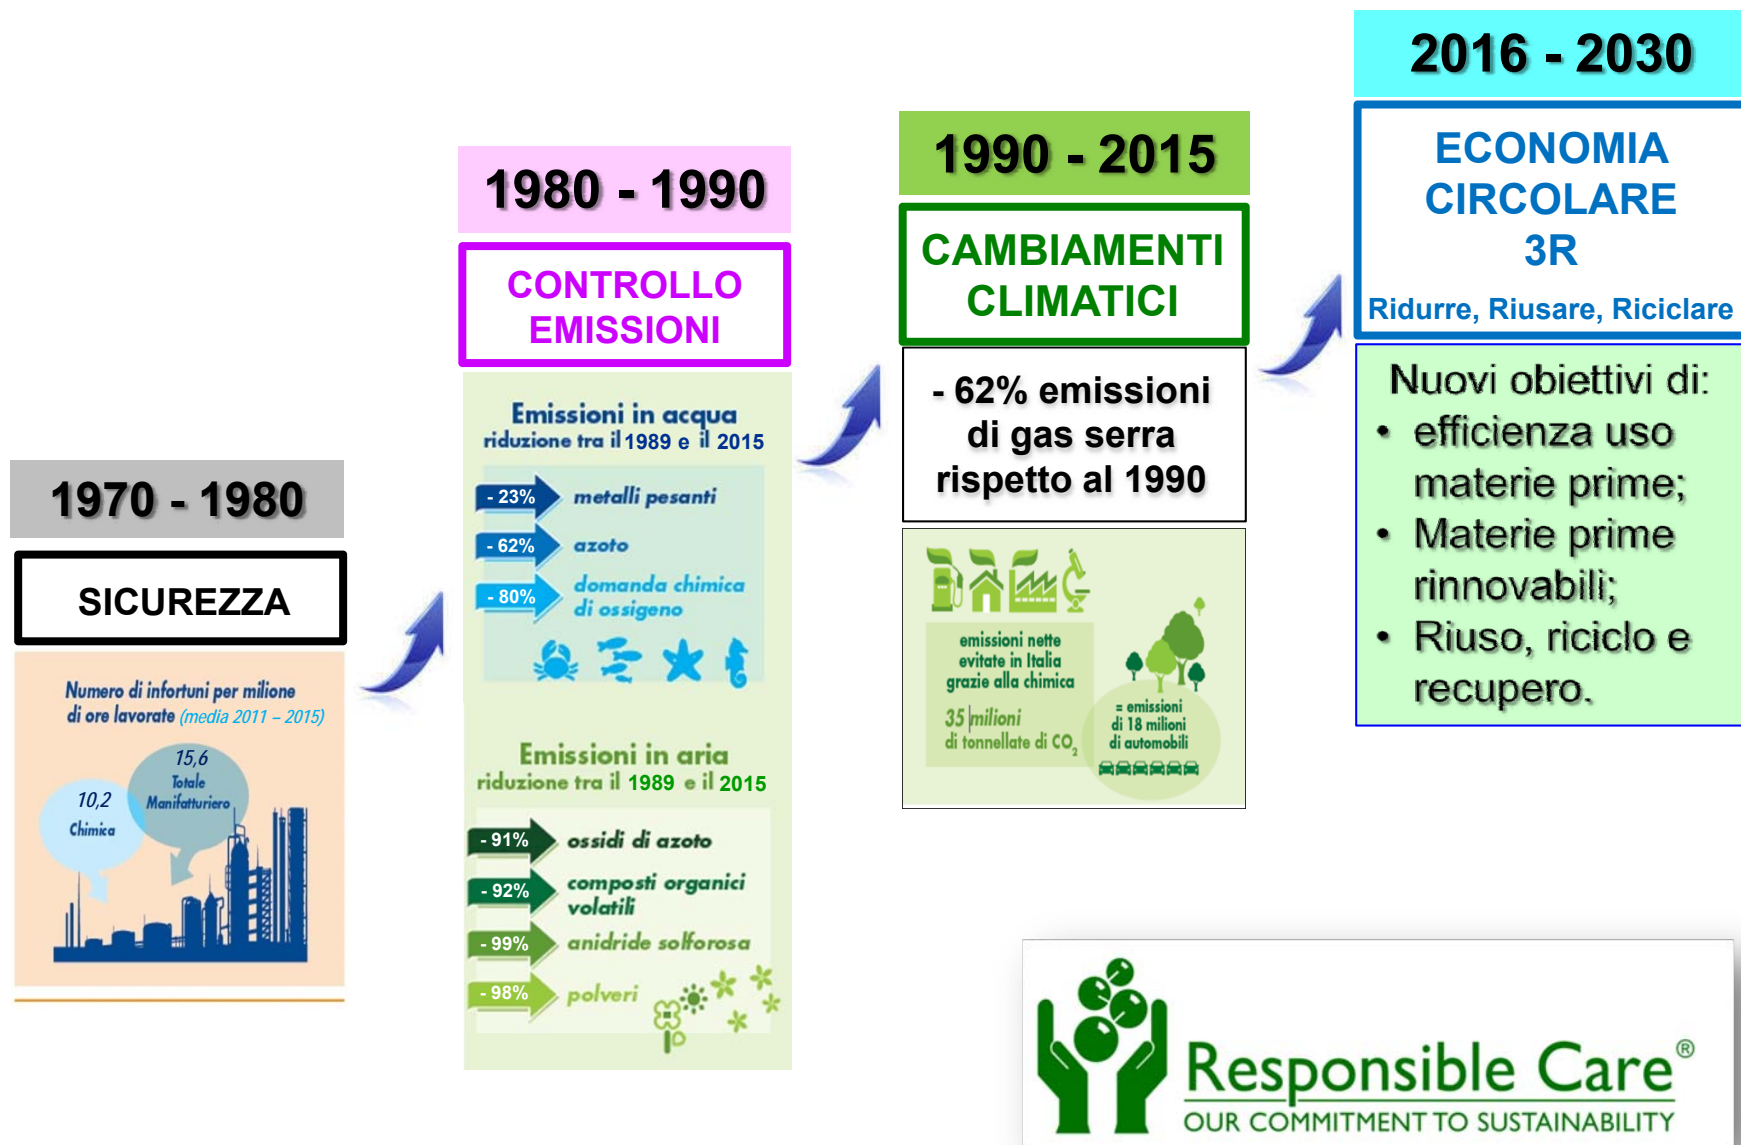 1970 - 1980
SICUREZZA
Numero di infortuni per milione
di ore lavorate (media 2011 – 2015)
15,6
Totale
Manifatturiero
10,2
Chimica
1980 - 1990
CONTROLLO
EMISSIONI
Emissioni in acqua
riduzione tra il 1989 e il 2015
- 23% metalli pesanti
- 62% azoto
- 80% domanda chimica
di ossigeno
Emissioni in aria
riduzione tra il 1989 e il 2015
- 91% ossidi di azoto
- 92% composti organici
volatili
- 99% anidride solforosa
- 98% polveri
1990 - 2015
CAMBIAMENTI
CLIMATICI
- 62% emissioni
di gas serra
rispetto al 1990
emissioni nette
evitate in Italia
grazie alla chimica
35 milioni
di tonnellate di CO₂
= emissioni
di 18 milioni
di automobili
2016 - 2030
ECONOMIA
CIRCOLARE
3R
Ridurre, Riusare, Riciclare
Nuovi obiettivi di:
• efficienza uso
materie prime;
• Materie prime
rinnovabili;
• Riuso, riciclo e
recupero.
Responsible Care®
OUR COMMITMENT TO SUSTAINABILITY